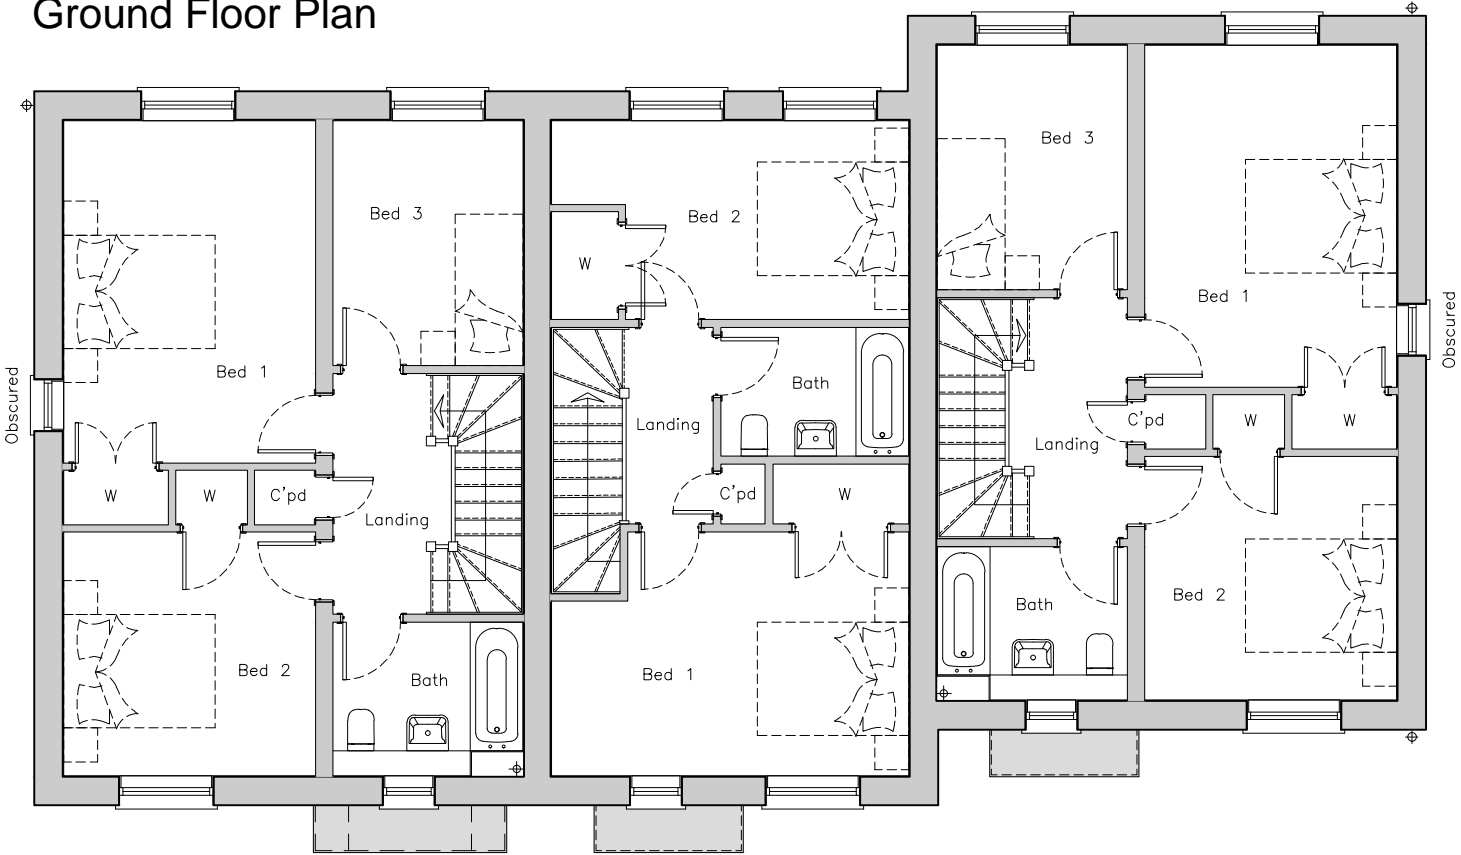 Ground Floor Plan
Bed 3
Bed 3
Bed 2
W
Bed 1
Obscured
Bed 1
Obscured
Bath
Landing
C'pd
W
W
Landing
W
W
C'pd
C'pd
W
Landing
Bed 2
Bath
Bed 2
Bath
Bed 1